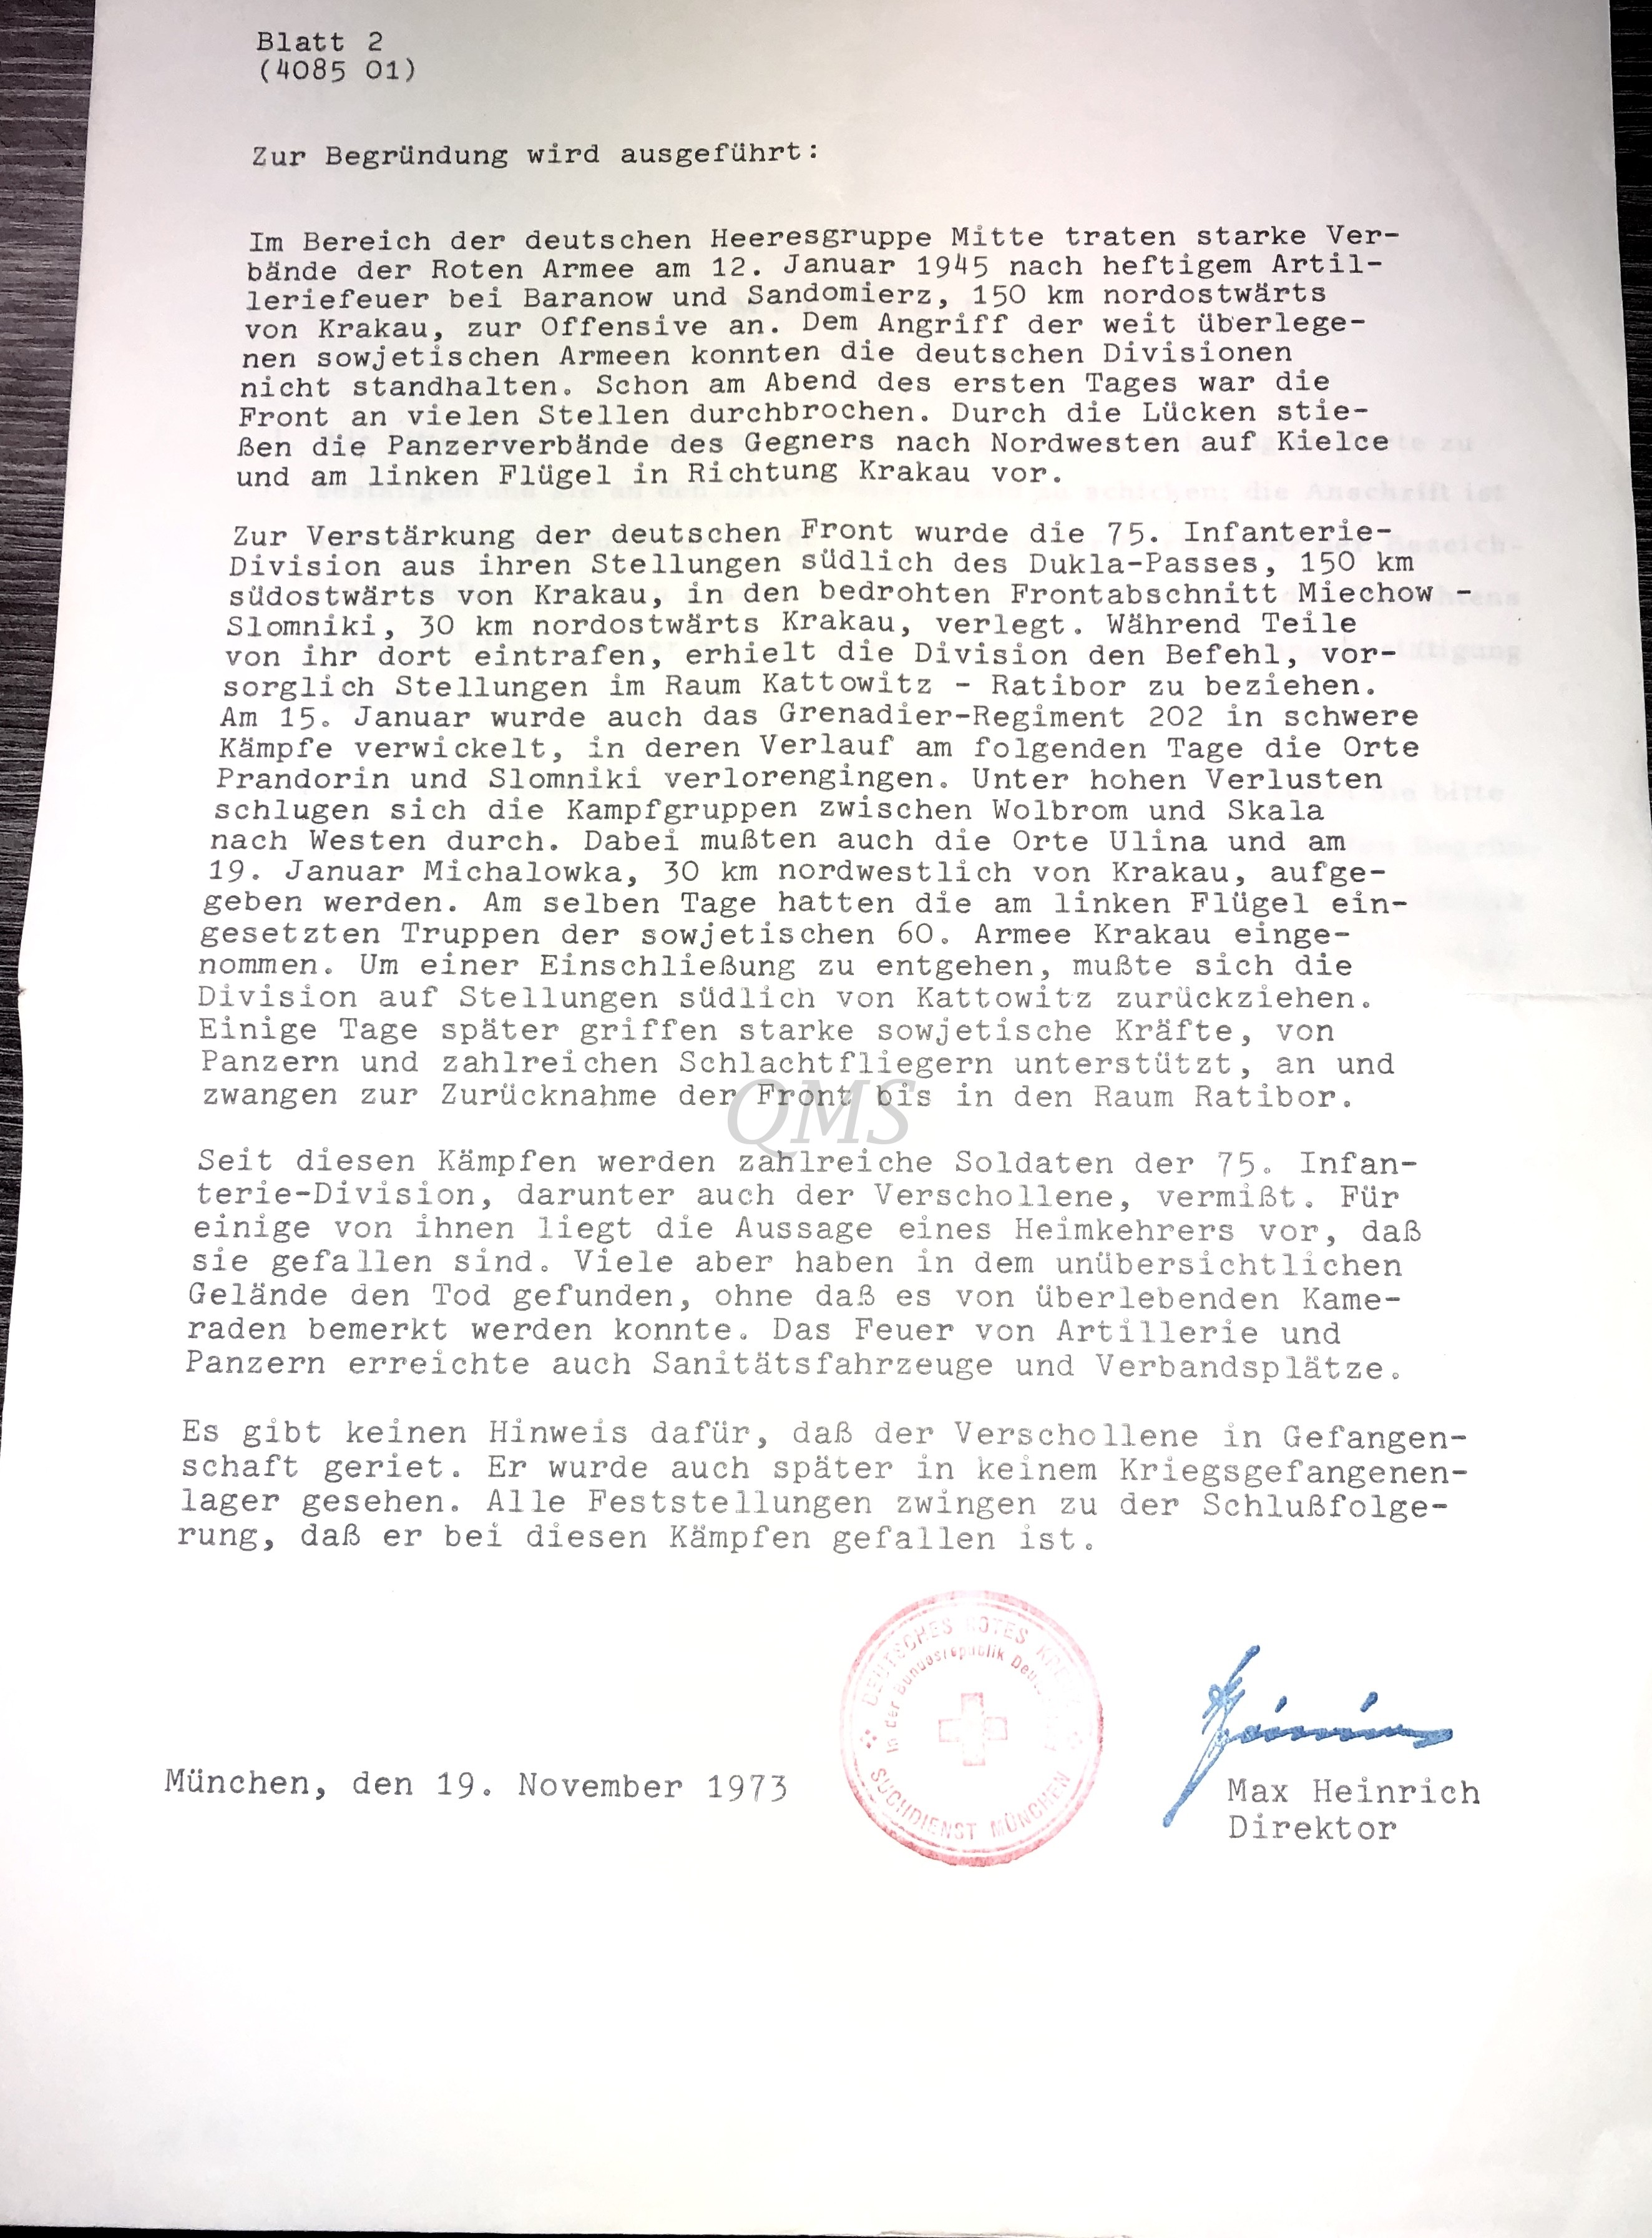 Blatt 2
(4085 01)
Zur Begründung wird ausgeführt:
Im Bereich der deutschen Heeresgruppe Mitte traten starke Ver-
bände der Roten Armee am 12. Januar 1945 nach heftigem Artil-
leriefeuer bei Baranow und Sandomierz, 150 km nordostwärts
von Krakau, zur Offensive an. Dem Angriff der weit überlege-
nen sowjetischen Armeen konnten die deutschen Divisionen
nicht standhalten. Schon am Abend des ersten Tages war die
Front an vielen Stellen durchbrochen. Durch die Lücken stie-
ßen die Panzerverbände des Gegners nach Nordwesten auf Kielce
und am linken Flügel in Richtung Krakau vor.
Zur Verstärkung der deutschen Front wurde die 75. Infanterie-
Division aus ihren Stellungen südlich des Dukla-Passes, 150 km
südostwärts von Krakau, in den bedrohten Frontabschnitt Miechow -
Slomniki, 30 km nordostwärts Krakau, verlegt. Während Teile
von ihr dort eintrafen, erhielt die Division den Befehl, vor-
sorglich Stellungen im Raum Kattowitz - Ratibor zu beziehen.
Am 15. Januar wurde auch das Grenadier-Regiment 202 in schwere
Kämpfe verwickelt, in deren Verlauf am folgenden Tage die Orte
Prandorin und Slomniki verlorengingen. Unter hohen Verlusten
schlugen sich die Kampfgruppen zwischen Wolbrom und Skala
nach Westen durch. Dabei mußten auch die Orte Ulina und am
19. Januar Michalowka, 30 km nordwestlich von Krakau, aufge-
geben werden. Am selben Tage hatten die am linken Flügel ein-
gesetzten Truppen der sowjetischen 60. Armee Krakau einge-
nommen. Um einer Einschließung zu entgehen, mußte sich die
Division auf Stellungen südlich von Kattowitz zurückziehen.
Einige Tage später griffen starke sowjetische Kräfte, von
Panzern und zahlreichen Schlachtfliegern unterstützt, an und
zwangen zur Zurücknahme der Front bis in den Raum Ratibor.
QMS
Seit diesen Kämpfen werden zahlreiche Soldaten der 75. Infan-
terie-Division, darunter auch der Verschollene, vermißt. Für
einige von ihnen liegt die Aussage eines Heimkehrers vor, daß
sie gefallen sind. Viele aber haben in dem unübersichtlichen
Gelände den Tod gefunden, ohne daß es von überlebenden Kame-
raden bemerkt werden konnte. Das Feuer von Artillerie und
Panzern erreichte auch Sanitätsfahrzeuge und Verbandsplätze.
Es gibt keinen Hinweis dafür, daß der Verschollene in Gefangen-
schaft geriet. Er wurde auch später in keinem Kriegsgefangenen-
lager gesehen. Alle Feststellungen zwingen zu der Schlußfolge-
rung, daß er bei diesen Kämpfen gefallen ist.
DEUTSCHES ROTES
in der Bundesrepublik
SUCHDIENST MÜNCHEN
München, den 19. November 1973
Max Heinrich
Direktor